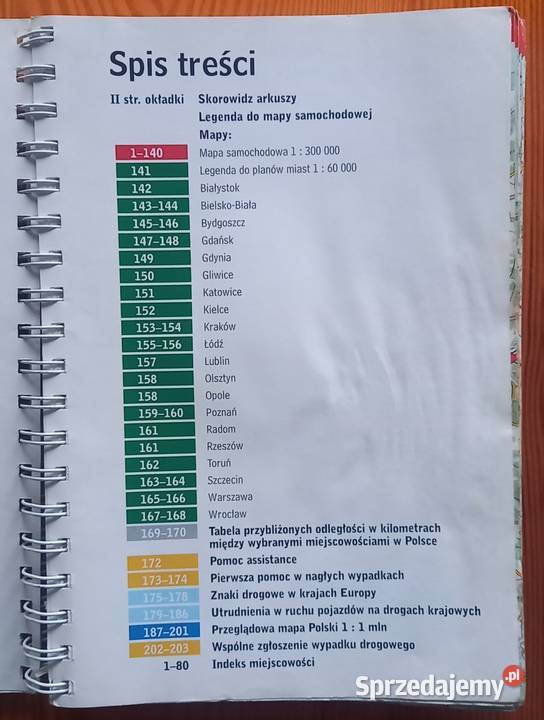 Spis treści
II str. okładki Skorowidz arkuszy
Legenda do mapy samochodowej
Mapy:
1–140 Mapa samochodowa 1 : 300 000
141 Legenda do planów miast 1 : 60 000
142 Białystok
143–144 Bielsko-Biała
145–146 Bydgoszcz
147–148 Gdańsk
149 Gdynia
150 Gliwice
151 Katowice
152 Kielce
153–154 Kraków
155–156 Łódź
157 Lublin
158 Olsztyn
158 Opole
159–160 Poznań
161 Radom
161 Rzeszów
162 Toruń
163–164 Szczecin
165–166 Warszawa
167–168 Wrocław
169–170 Tabela przybliżonych odległości w kilometrach
między wybranymi miejscowościami w Polsce
172 Pomoc assistance
173–174 Pierwsza pomoc w nagłych wypadkach
175–178 Znaki drogowe w krajach Europy
179–186 Utrudnienia w ruchu pojazdów na drogach krajowych
187–201 Przeglądowa mapa Polski 1 : 1 mln
202–203 Wspólne zgłoszenie wypadku drogowego
1–80 Indeks miejscowości
Sprzedajemy.pl